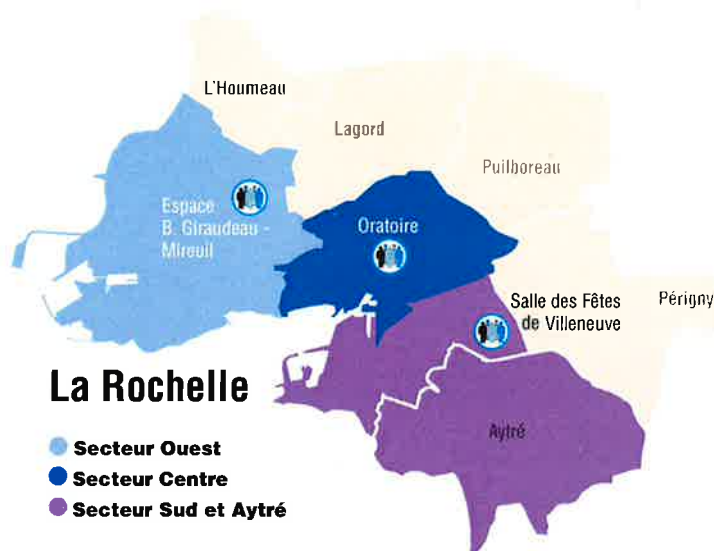 L'Houmeau
Lagord
Puilboreau
Espace
B. Giraudeau -
Mireuil
Oratoire
Salle des Fêtes
de Villeneuve
Périgny
La Rochelle
Aytré
Secteur Ouest
Secteur Centre
Secteur Sud et Aytré